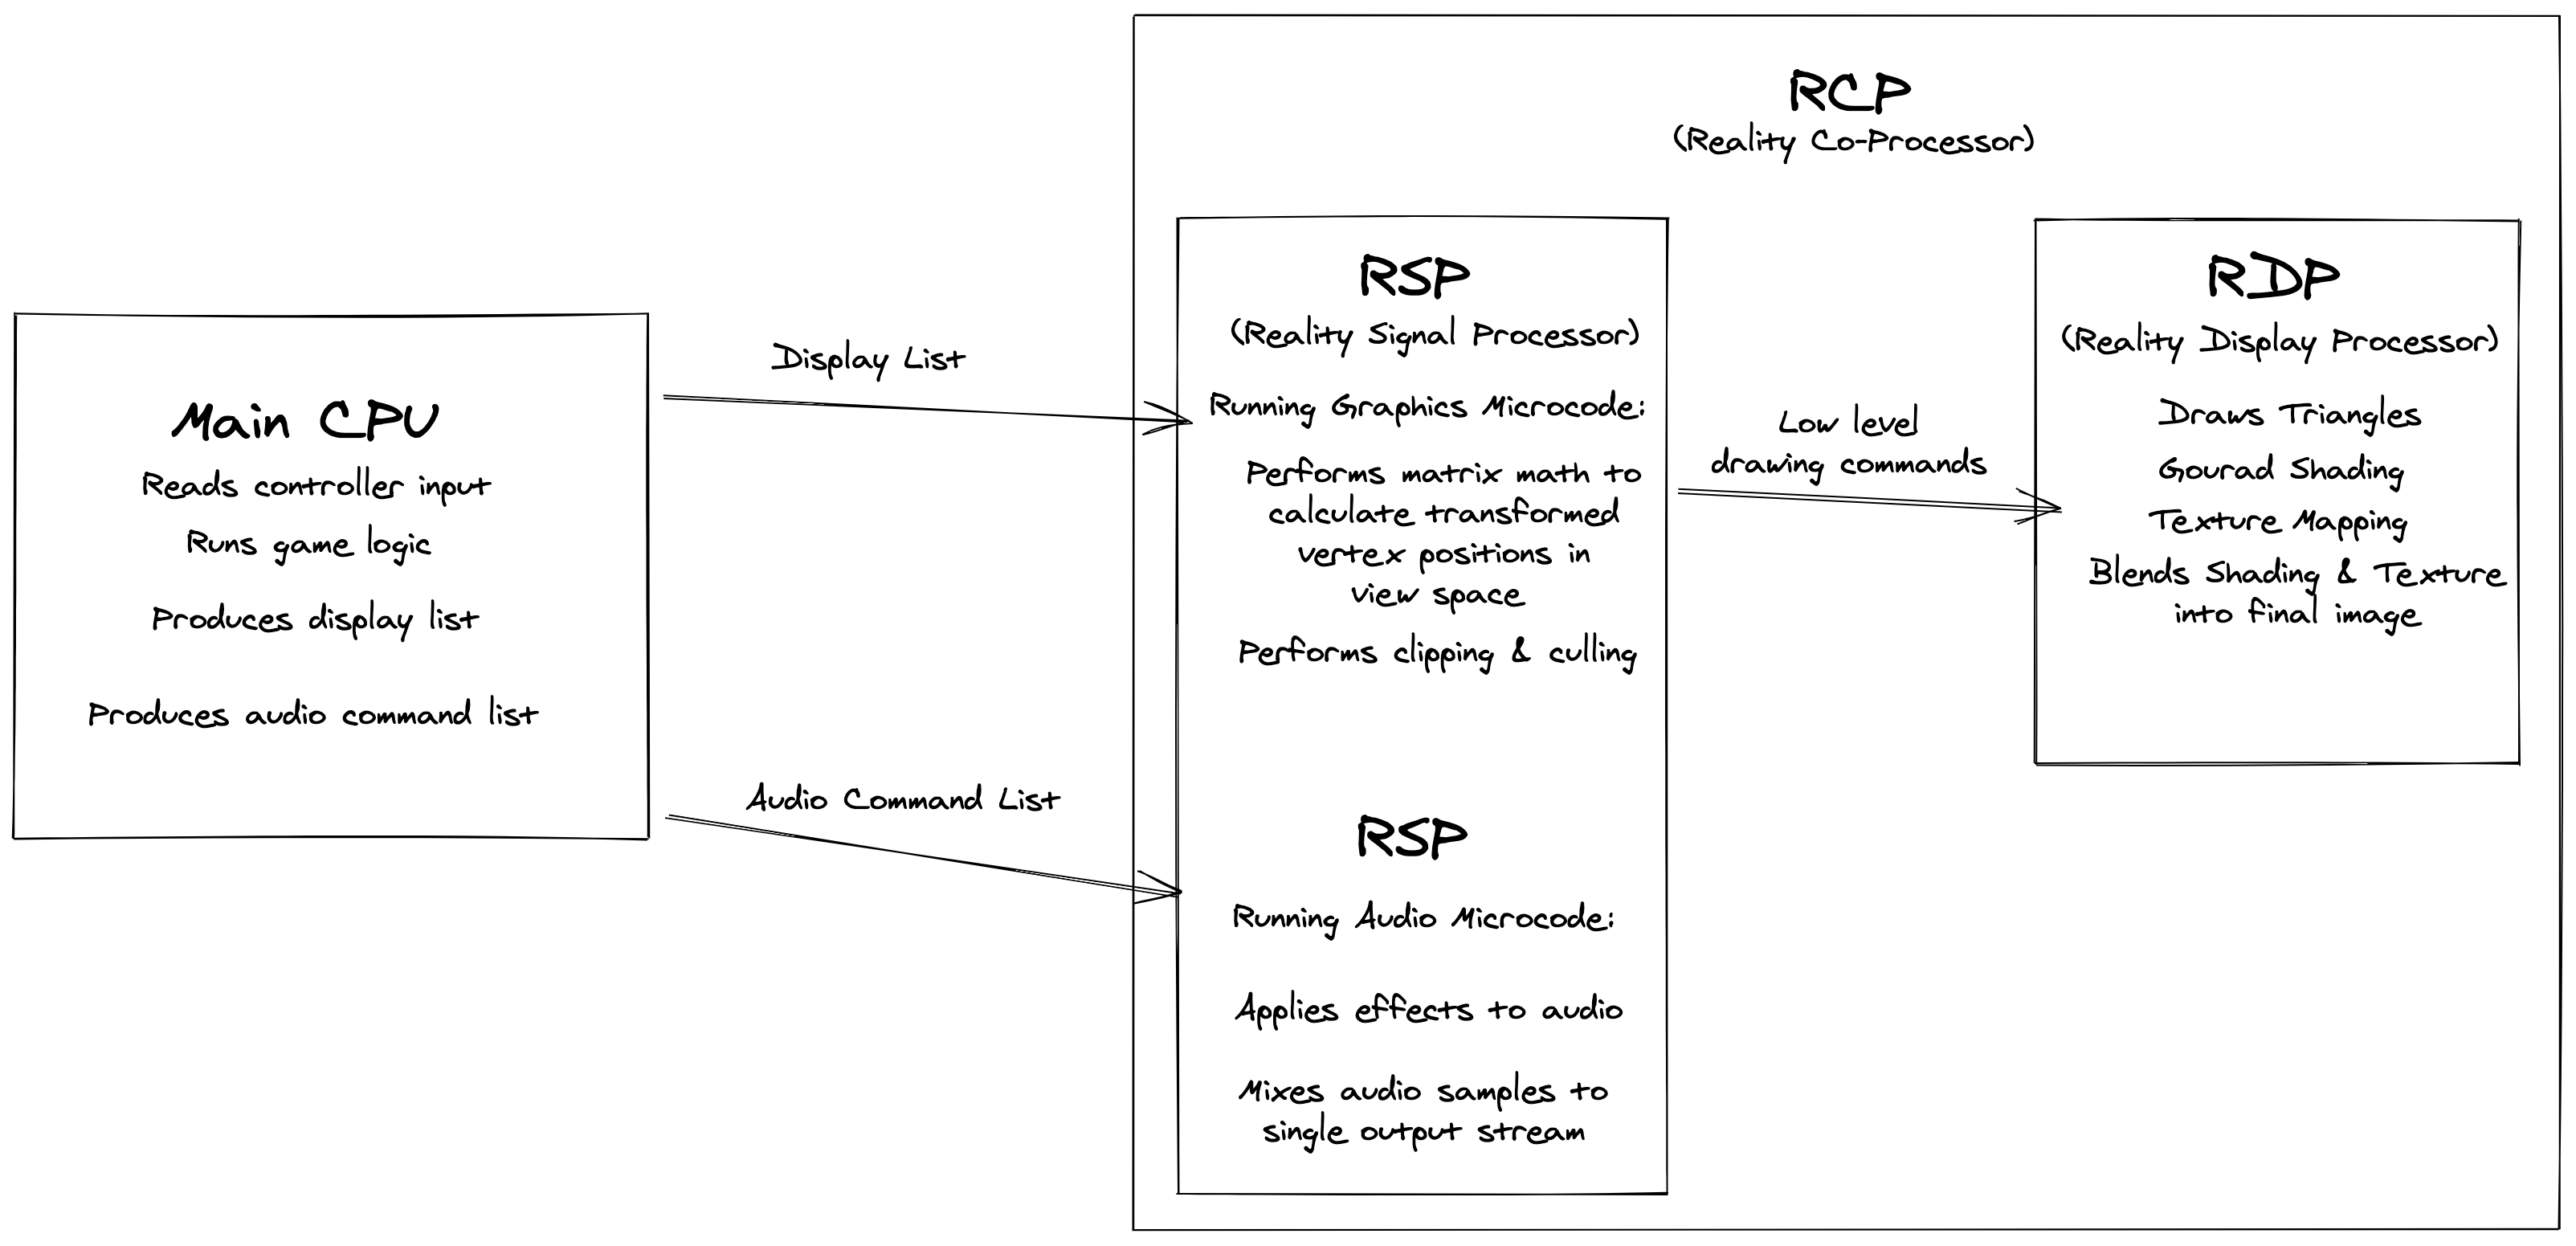 RCP
(Reality Co-Processor)
Main CPU
Reads controller input
Runs game logic
Produces display list
Produces audio command list
Display List
Audio Command List
RSP
(Reality Signal Processor)
Running Graphics Microcode:
Performs matrix math to
calculate transformed
vertex positions in
view space
Performs clipping & culling
RSP
Running Audio Microcode:
Applies effects to audio
Mixes audio samples to
single output stream
Low level
drawing commands
RDP
(Reality Display Processor)
Draws Triangles
Gourad Shading
Texture Mapping
Blends Shading & Texture
into final image